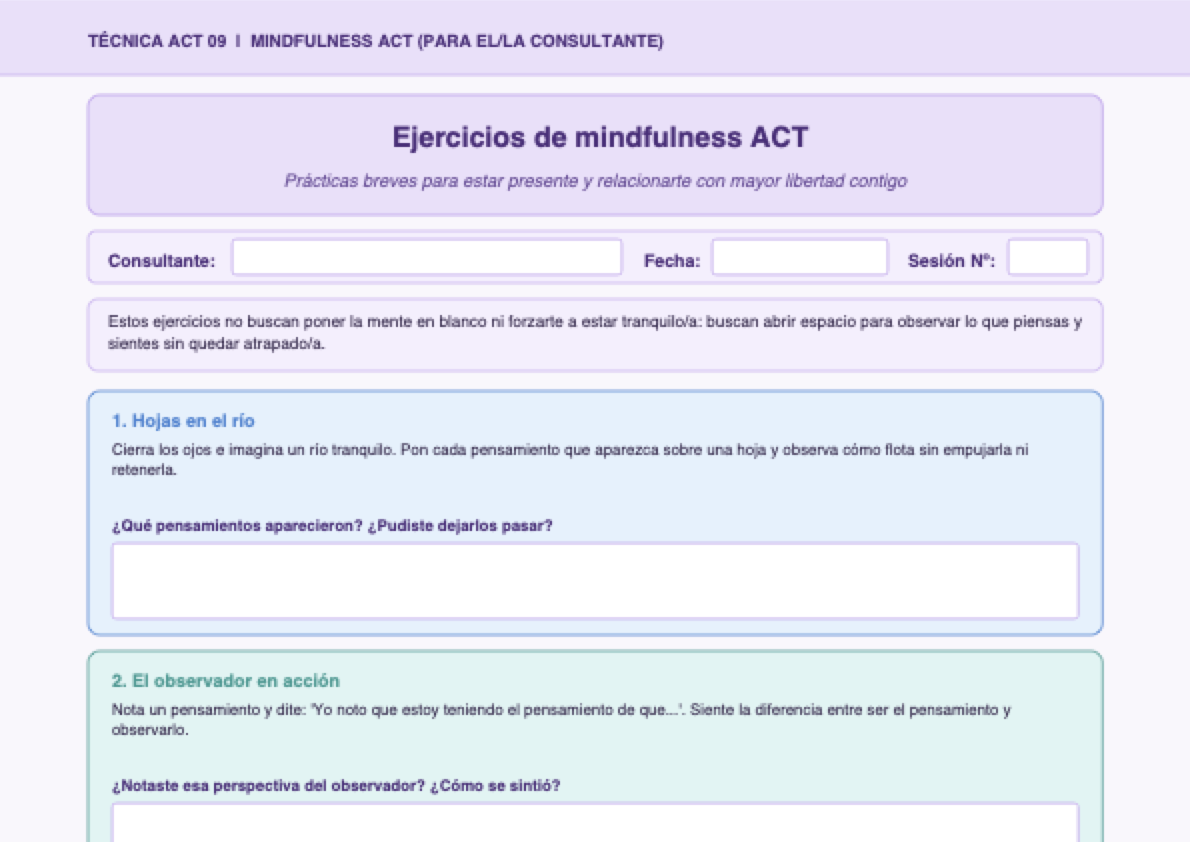 TÉCNICA ACT 09 | MINDFULNESS ACT (PARA EL/LA CONSULTANTE)
Ejercicios de mindfulness ACT
Prácticas breves para estar presente y relacionarte con mayor libertad contigo
Consultante: Fecha: Sesión Nº:
Estos ejercicios no buscan poner la mente en blanco ni forzarte a estar tranquilo/a: buscan abrir espacio para observar lo que piensas y
sientes sin quedar atrapado/a.
1. Hojas en el río
Cierra los ojos e imagina un río tranquilo. Pon cada pensamiento que aparezca sobre una hoja y observa cómo flota sin empujarla ni
retenerla.
¿Qué pensamientos aparecieron? ¿Pudiste dejarlos pasar?
2. El observador en acción
Nota un pensamiento y dite: 'Yo noto que estoy teniendo el pensamiento de que...'. Siente la diferencia entre ser el pensamiento y
observarlo.
¿Notaste esa perspectiva del observador? ¿Cómo se sintió?